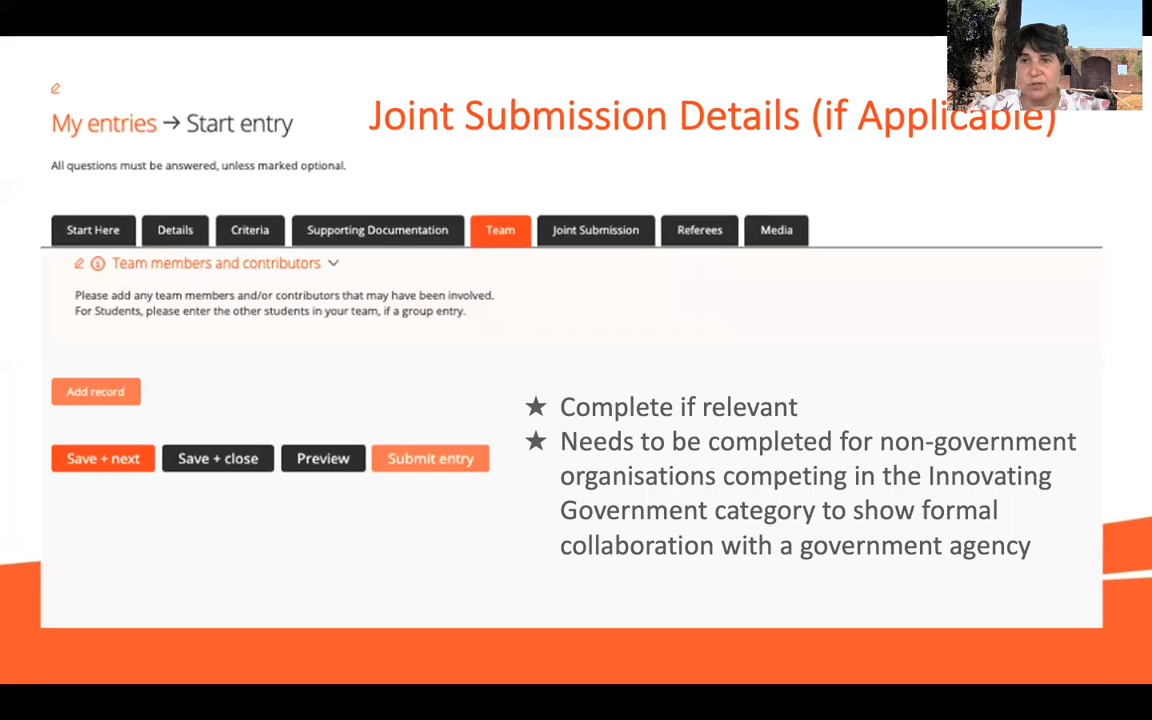 My entries → Start entry
Joint Submission Details (if Applicable)
All questions must be answered, unless marked optional.
Start Here
Details
Criteria
Supporting Documentation
Team
Joint Submission
Referees
Media
Team members and contributors
Please add any team members and/or contributors that may have been involved.
For Students, please enter the other students in your team, if a group entry.
Add record
Save + next
Save + close
Preview
Submit entry
★ Complete if relevant
★ Needs to be completed for non-government
organisations competing in the Innovating
Government category to show formal
collaboration with a government agency